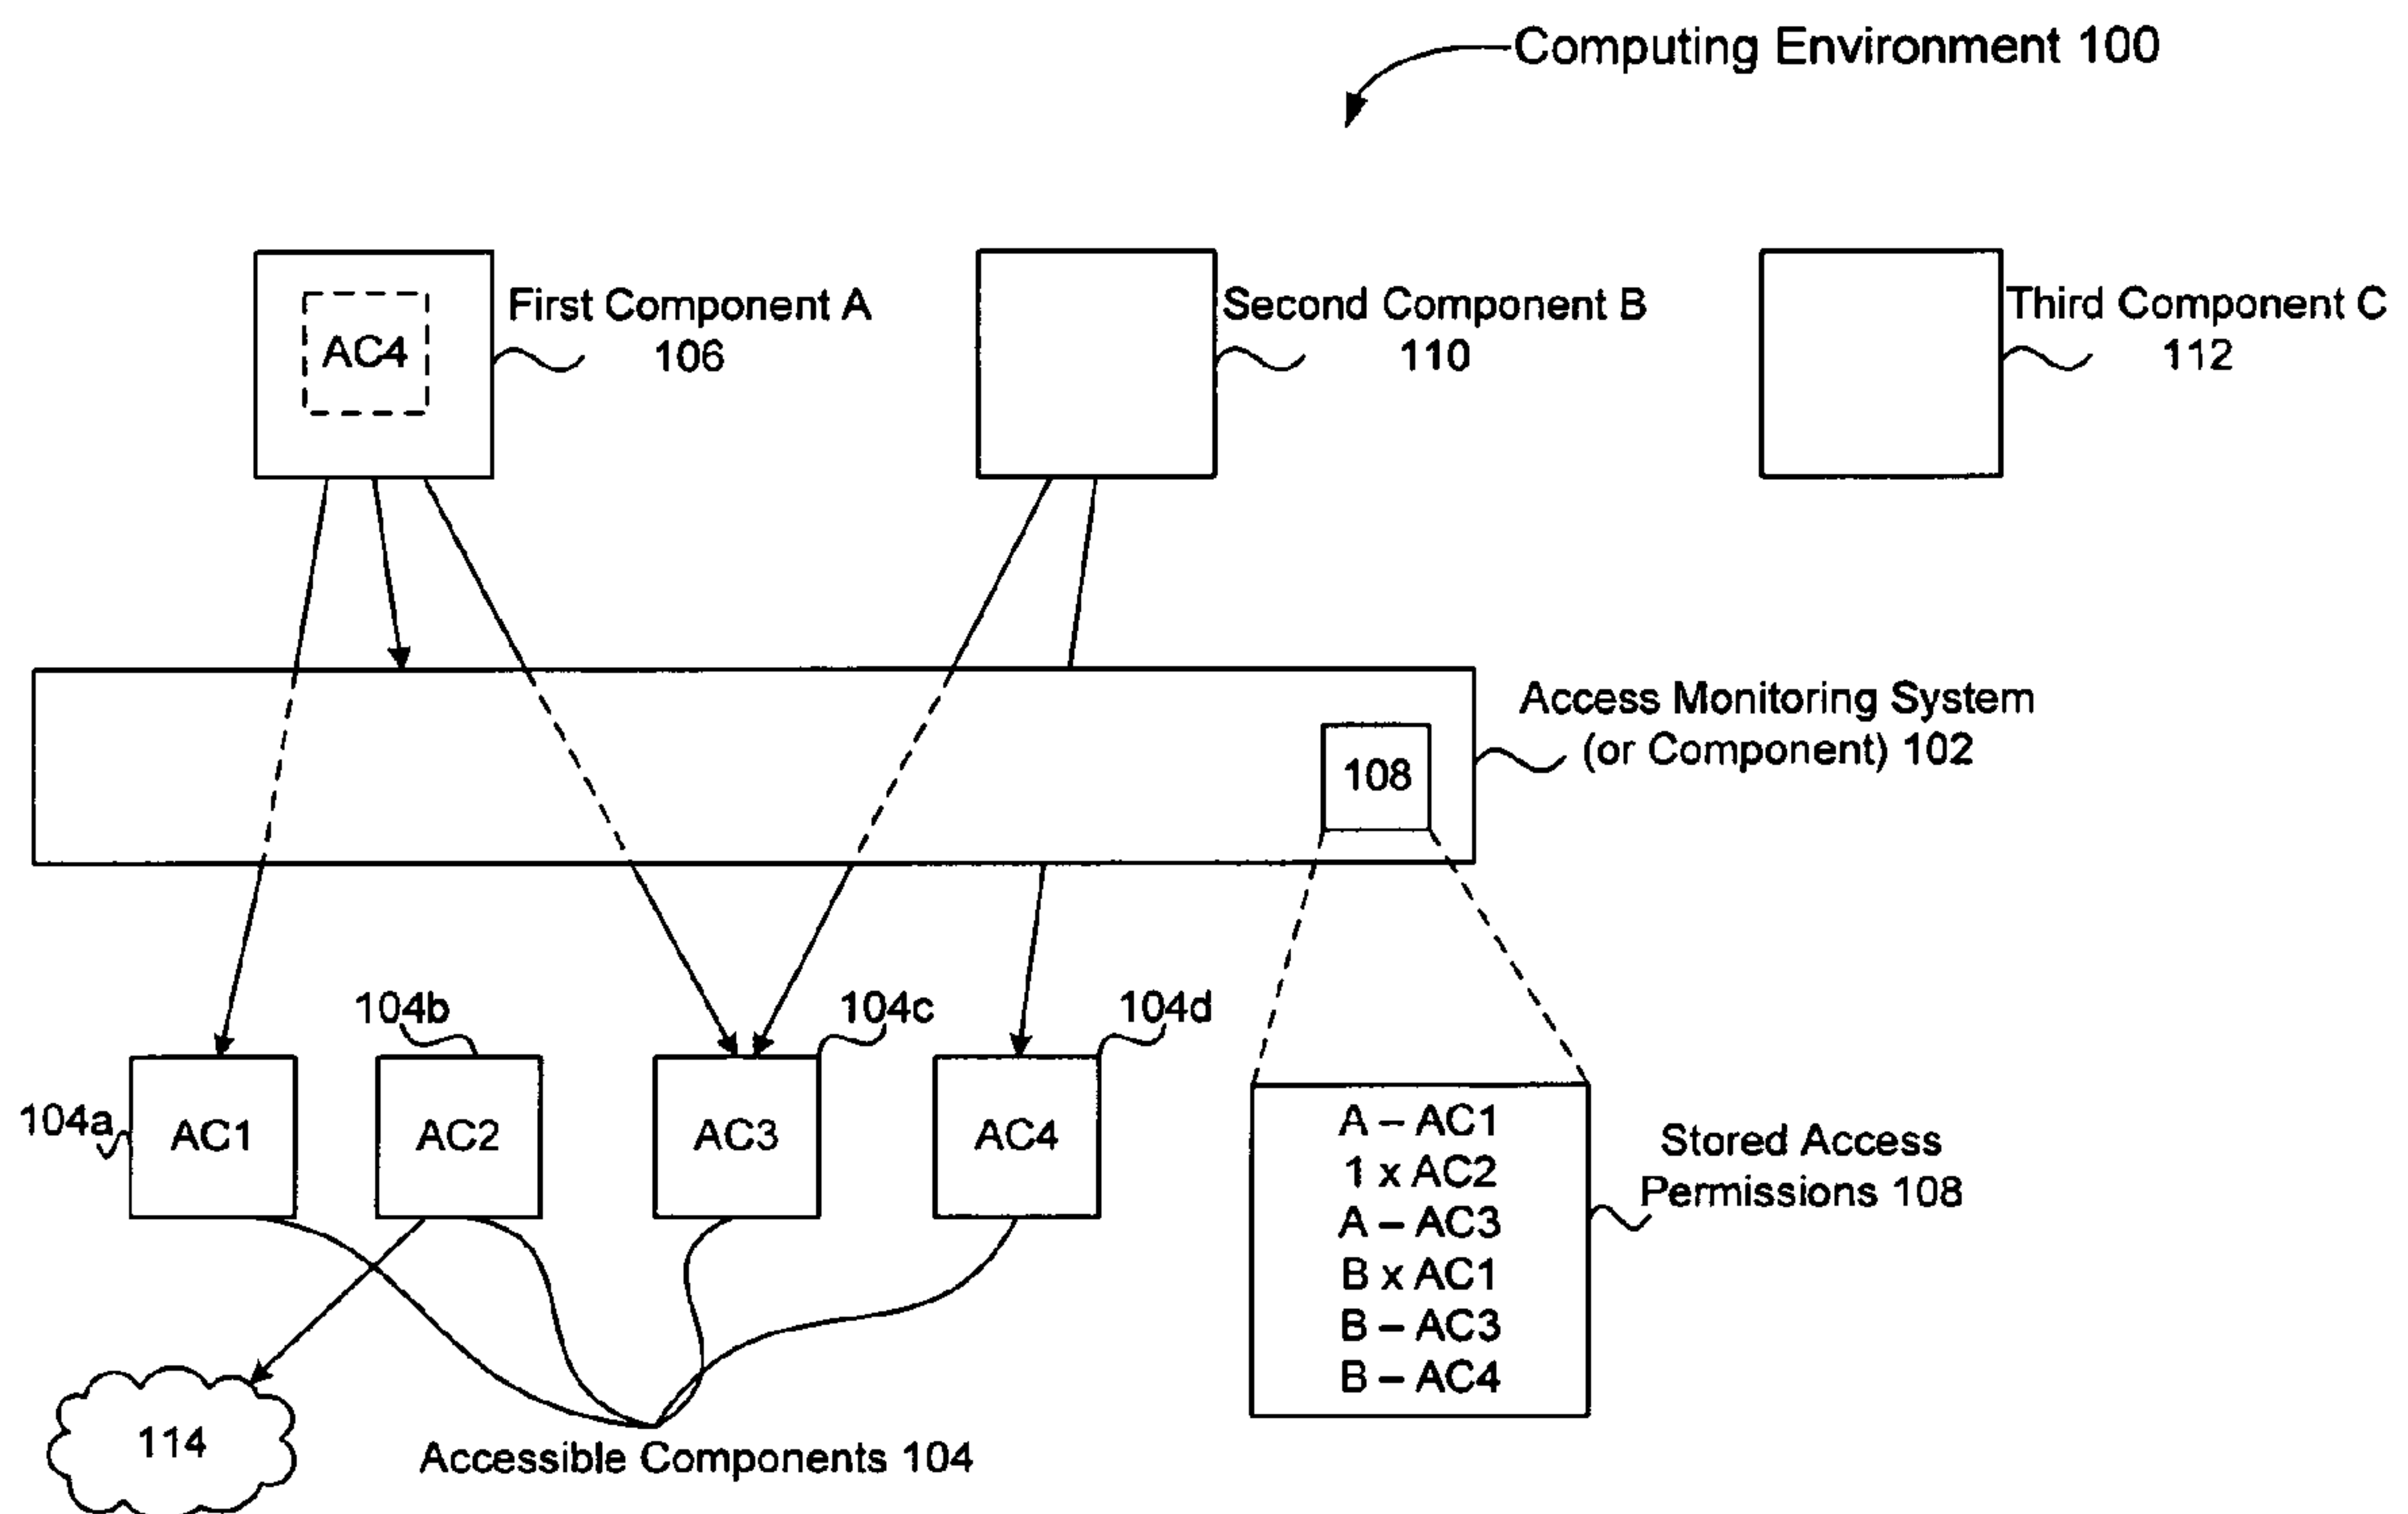 Computing Environment 100
AC4
First Component A
106
Second Component B
110
Third Component C
112
Access Monitoring System
(or Component) 102
108
104a
104b
104c
104d
AC1
AC2
AC3
AC4
A – AC1
1 x AC2
A – AC3
B x AC1
B – AC3
B – AC4
Stored Access
Permissions 108
114
Accessible Components 104